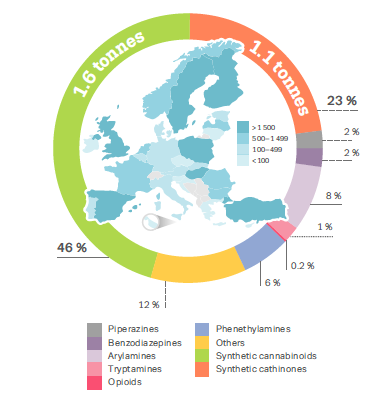 1.6 tonnes
1.1 tonnes
23 %
> 1 500
500–1 499
100–499
< 100
2 %
2 %
8 %
1 %
46 %
0.2 %
6 %
12 %
Piperazines
Benzodiazepines
Arylamines
Tryptamines
Opioids
Phenethylamines
Others
Synthetic cannabinoids
Synthetic cathinones